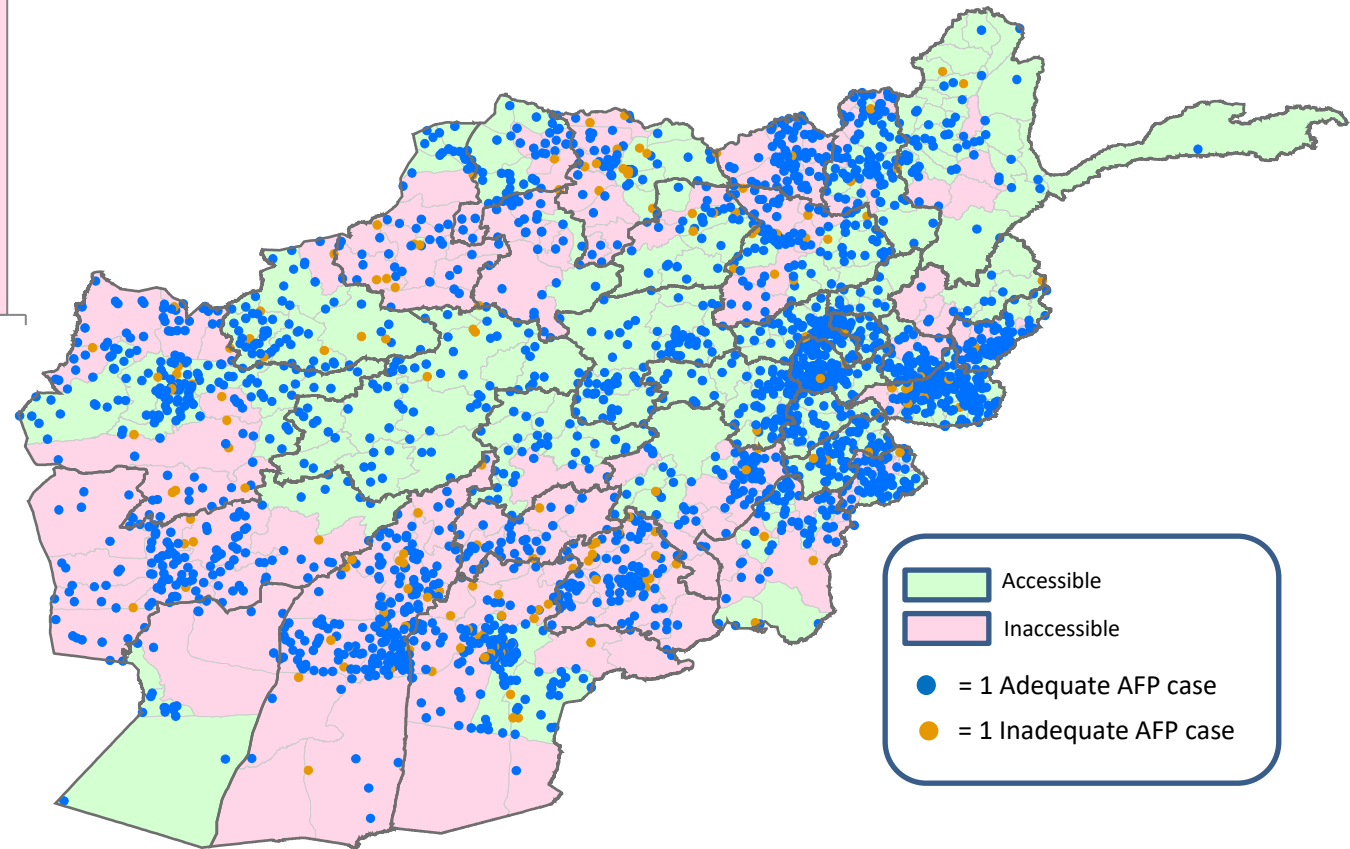 Accessible
Inaccessible
= 1 Adequate AFP case
= 1 Inadequate AFP case